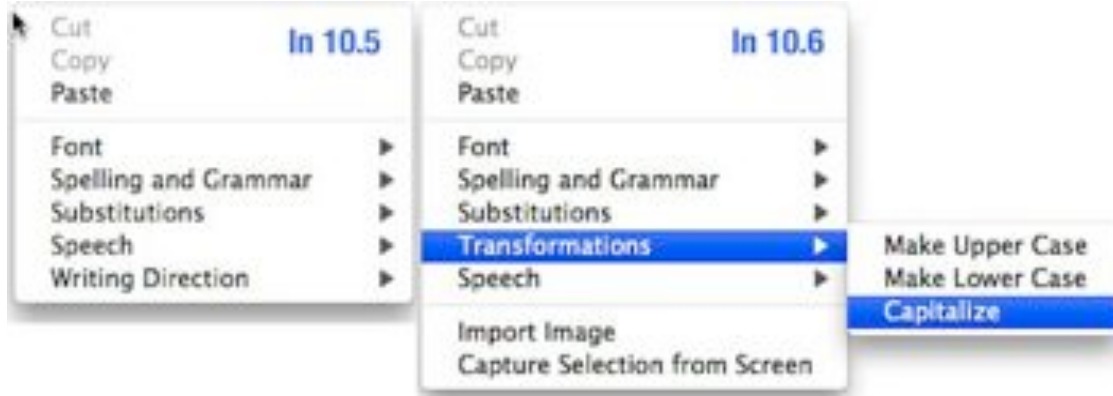 Cut
In 10.5
Copy
Paste
Font
Spelling and Grammar
Substitutions
Speech
Writing Direction
Cut
In 10.6
Copy
Paste
Font
Spelling and Grammar
Substitutions
Transformations
Speech
Import Image
Capture Selection from Screen
Make Upper Case
Make Lower Case
Capitalize